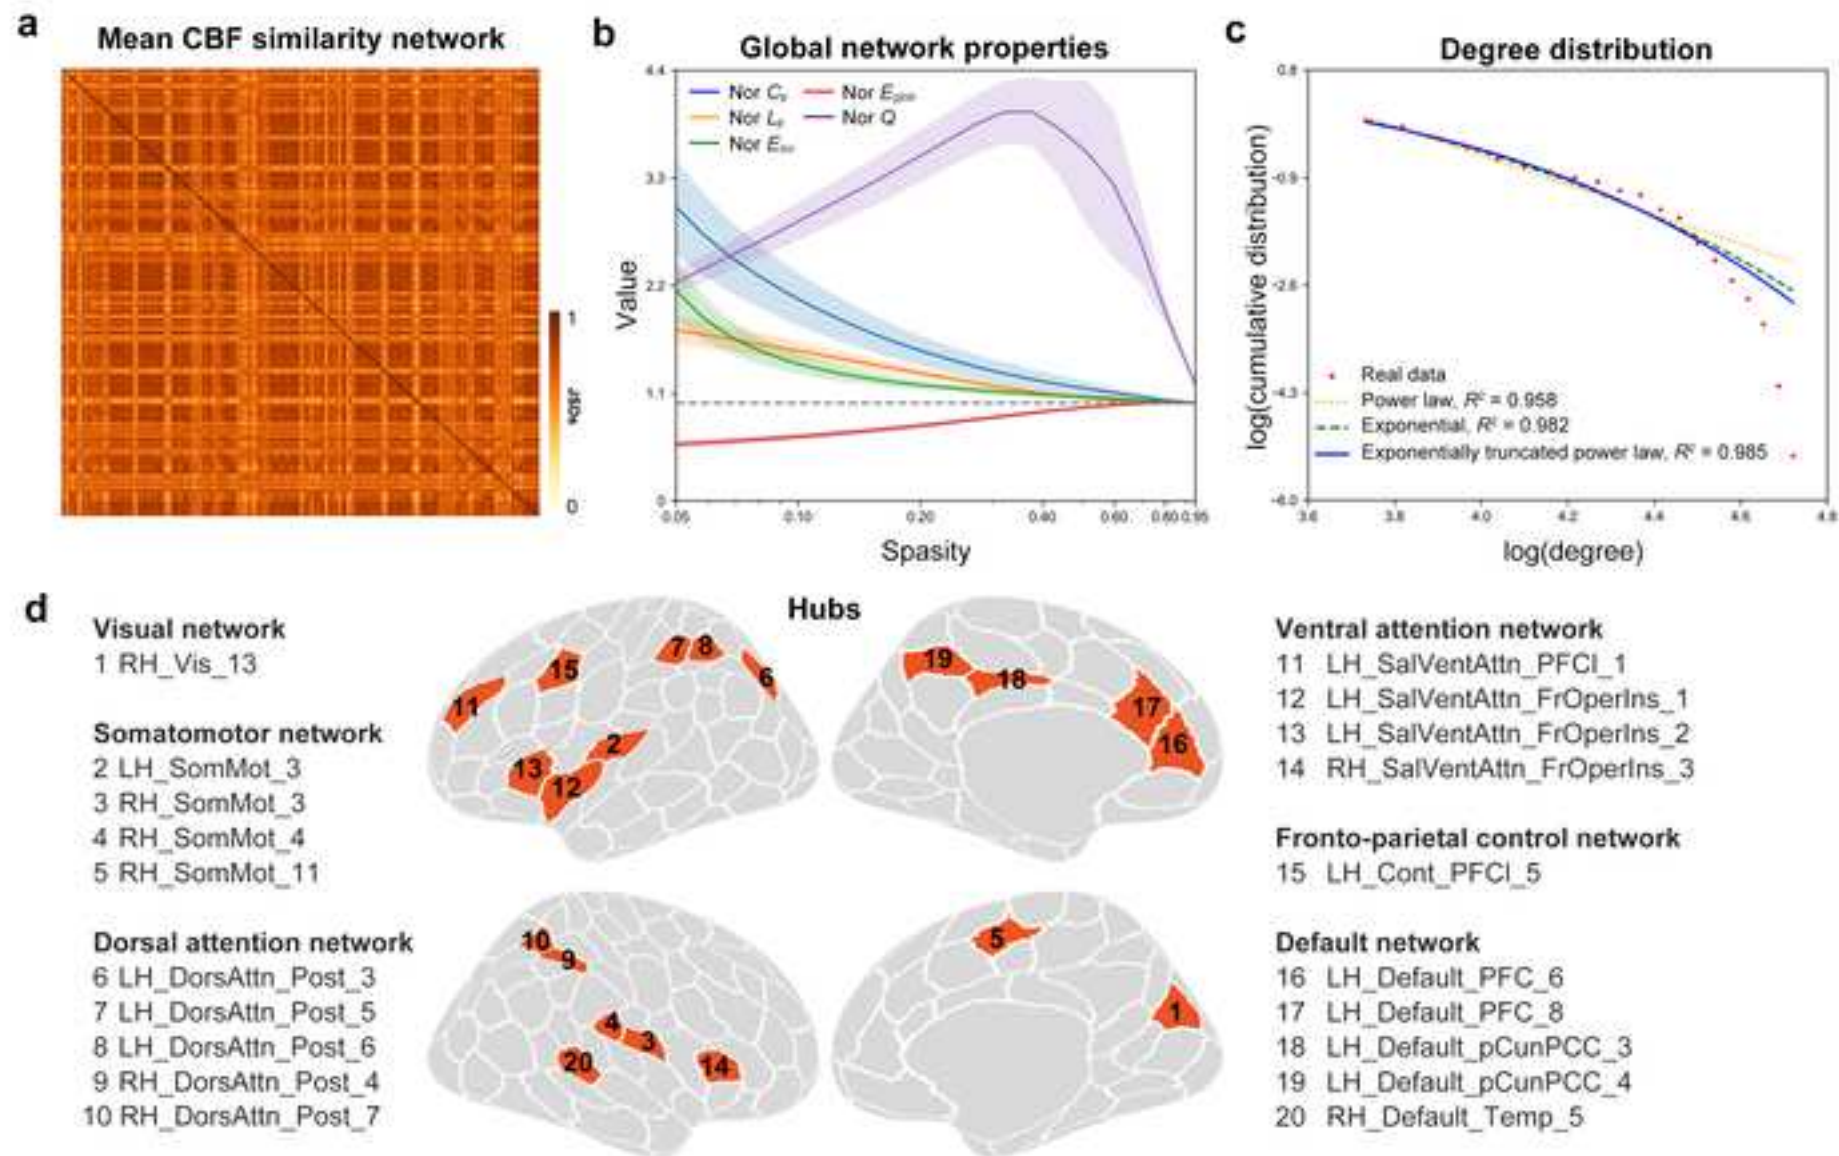 a
Mean CBF similarity network
1
JSDs
0
b
Global network properties
4.4
3.3
2.2
1.1
0
Value
Nor Cp
Nor Lp
Nor Eloc
Nor Eglob
Nor Q
0.05 0.10 0.20 0.40 0.60 0.80 0.95
Spasity
c
Degree distribution
0.8
-0.9
-2.6
-4.3
-6.0
log(cumulative distribution)
Real data
Power law, R² = 0.958
Exponential, R² = 0.982
Exponentially truncated power law, R² = 0.985
3.6 3.8 4.0 4.2 4.4 4.6 4.8
log(degree)
d
Hubs
Visual network
1 RH_Vis_13
Somatomotor network
2 LH_SomMot_3
3 RH_SomMot_3
4 RH_SomMot_4
5 RH_SomMot_11
Dorsal attention network
6 LH_DorsAttn_Post_3
7 LH_DorsAttn_Post_5
8 LH_DorsAttn_Post_6
9 RH_DorsAttn_Post_4
10 RH_DorsAttn_Post_7
15
7
8
6
11
2
13
12
19
18
17
16
10
9
4
3
20
14
5
1
Ventral attention network
11 LH_SalVentAttn_PFCl_1
12 LH_SalVentAttn_FrOperIns_1
13 LH_SalVentAttn_FrOperIns_2
14 RH_SalVentAttn_FrOperIns_3
Fronto-parietal control network
15 LH_Cont_PFCl_5
Default network
16 LH_Default_PFC_6
17 LH_Default_PFC_8
18 LH_Default_pCunPCC_3
19 LH_Default_pCunPCC_4
20 RH_Default_Temp_5